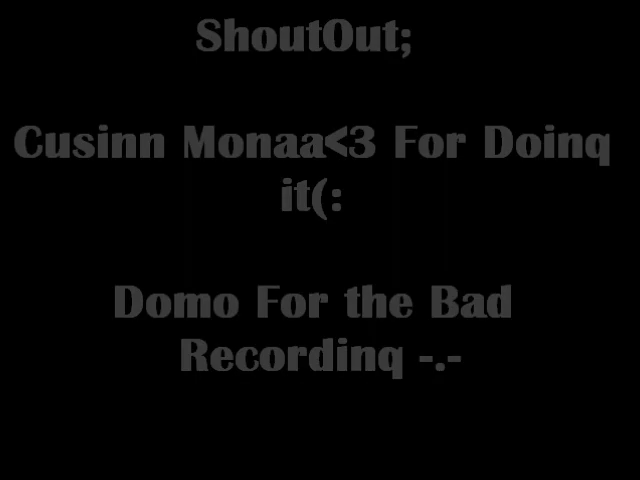 ShoutOut;
Cusinn Monaa<3 For Doinq
it(:
Domo For the Bad
Recordinq -.-